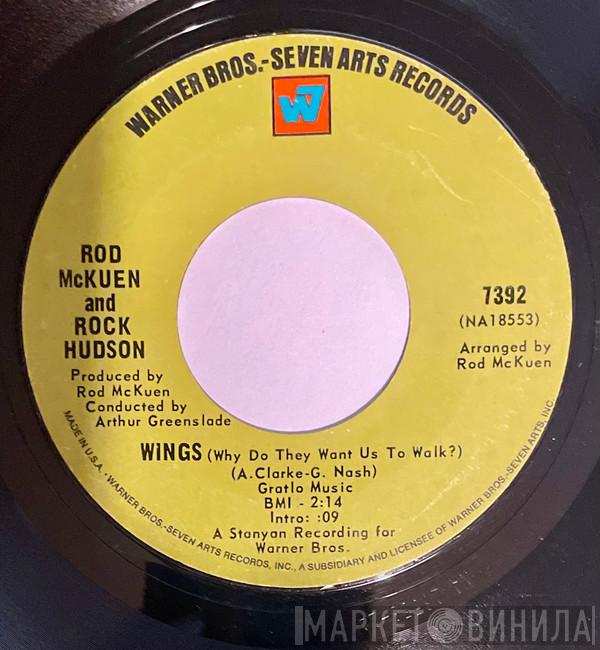 WARNER BROS.-SEVEN ARTS RECORDS
W7
ROD
McKUEN
and
ROCK
HUDSON
Produced by
Rod McKuen
Conducted by
Arthur Greenslade
7392
(NA18553)
Arranged by
Rod McKuen
WiNGS (Why Do They Want Us To Walk?)
(A.Clarke-G. Nash)
Gratlo Music
BMI - 2:14
Intro: :09
A Stanyan Recording for
Warner Bros.
MADE IN U.S.A. • WARNER BROS.-SEVEN ARTS RECORDS, INC., A SUBSIDIARY AND LICENSEE OF WARNER BROS.-SEVEN ARTS, INC.
МАРКЕТ ВИНИЛА